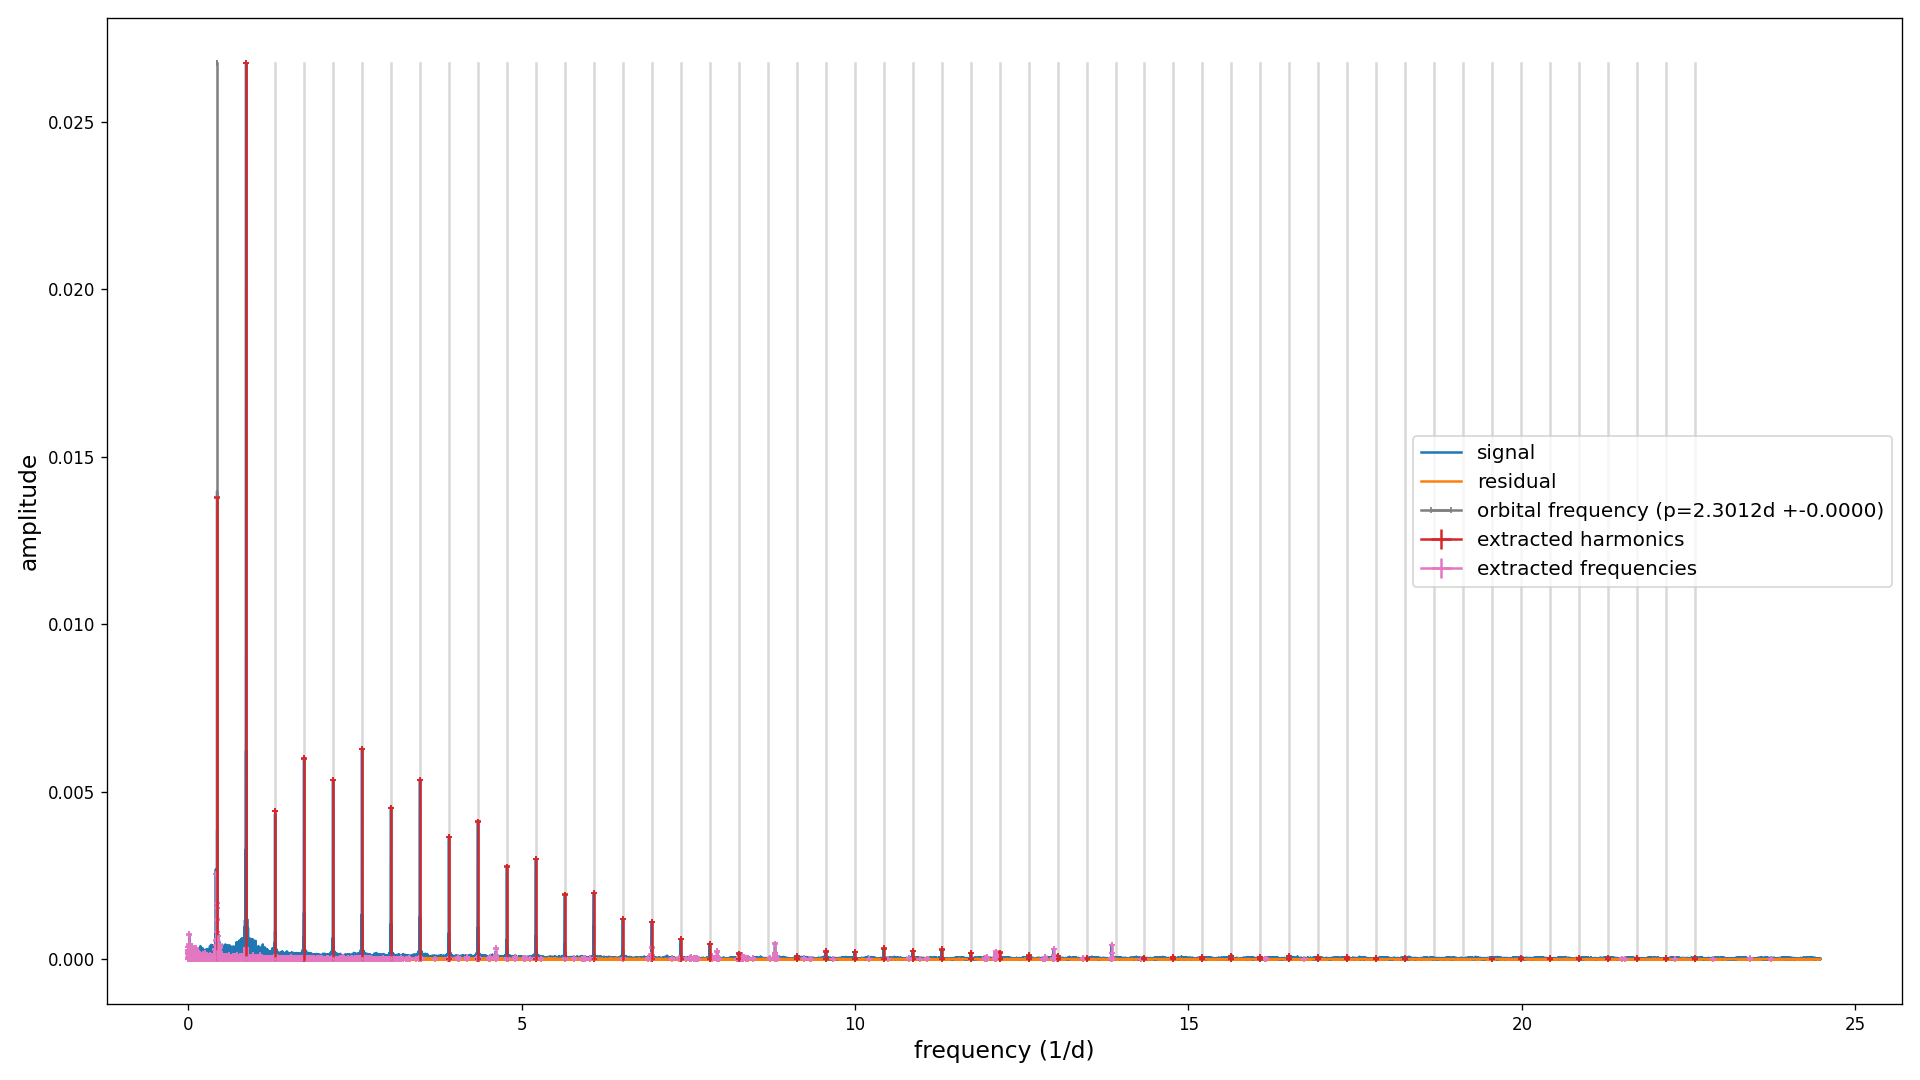 0.025
0.020
0.015
0.010
0.005
0.000
amplitude
signal
residual
orbital frequency (p=2.3012d +-0.0000)
extracted harmonics
extracted frequencies
0 5 10 15 20 25
frequency (1/d)